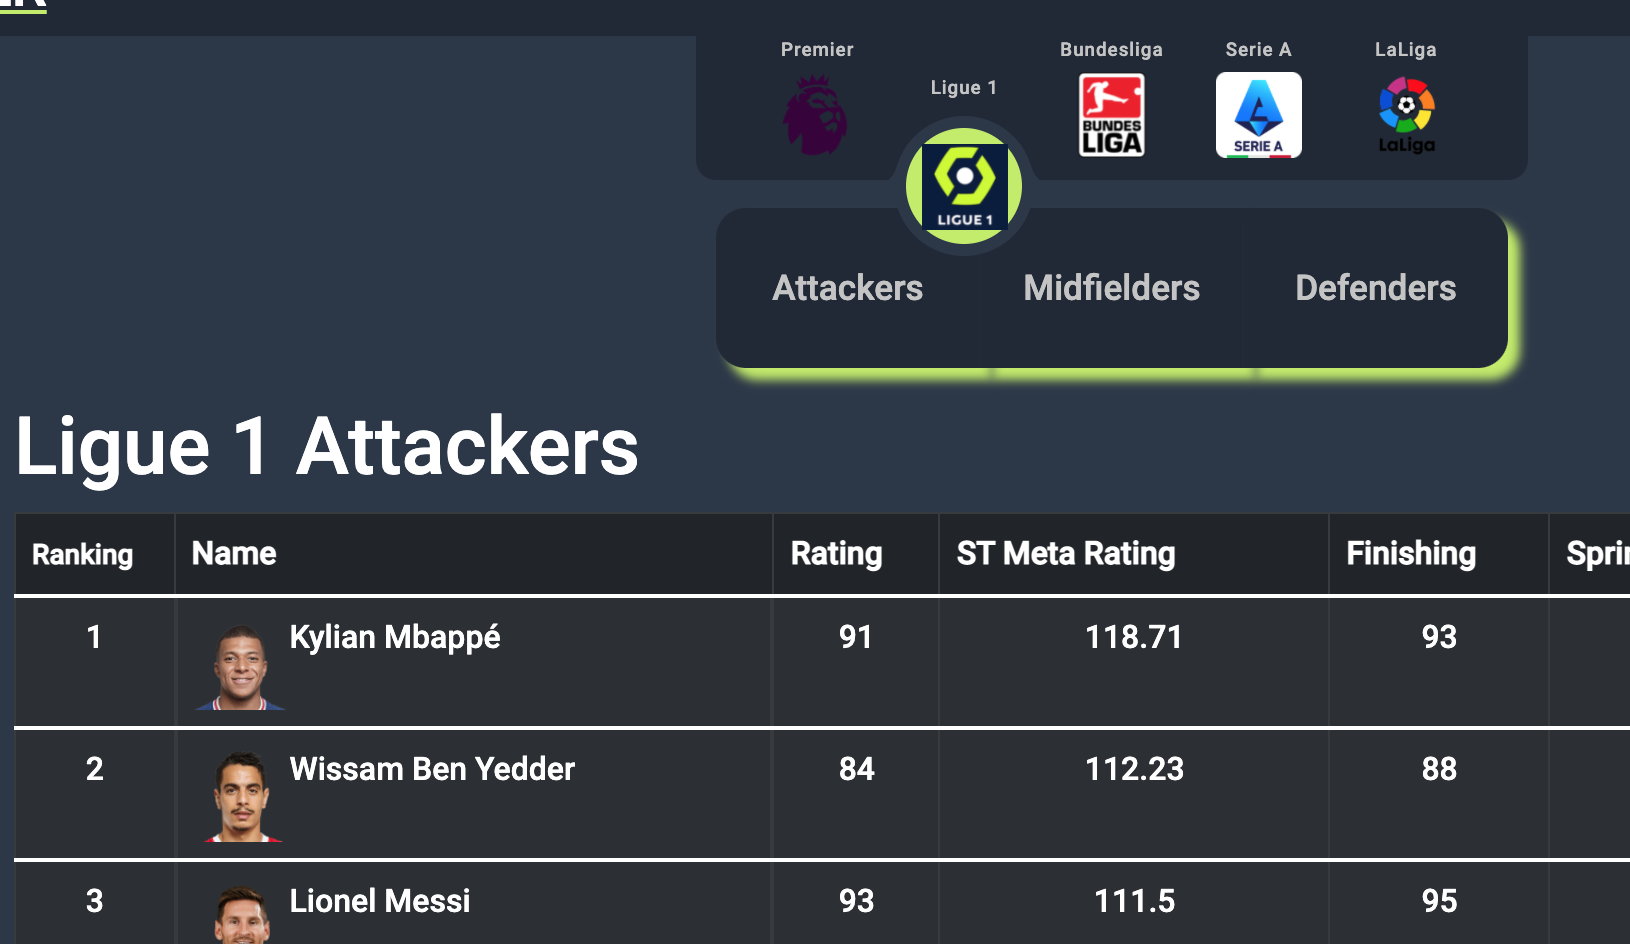 Premier Ligue 1 Bundesliga Serie A LaLiga
BUNDES
LIGA
SERIE A
LaLiga
LIGUE 1
Attackers Midfielders Defenders
Ligue 1 Attackers
Ranking Name Rating ST Meta Rating Finishing
1 Kylian Mbappé 91 118.71 93
2 Wissam Ben Yedder 84 112.23 88
3 Lionel Messi 93 111.5 95